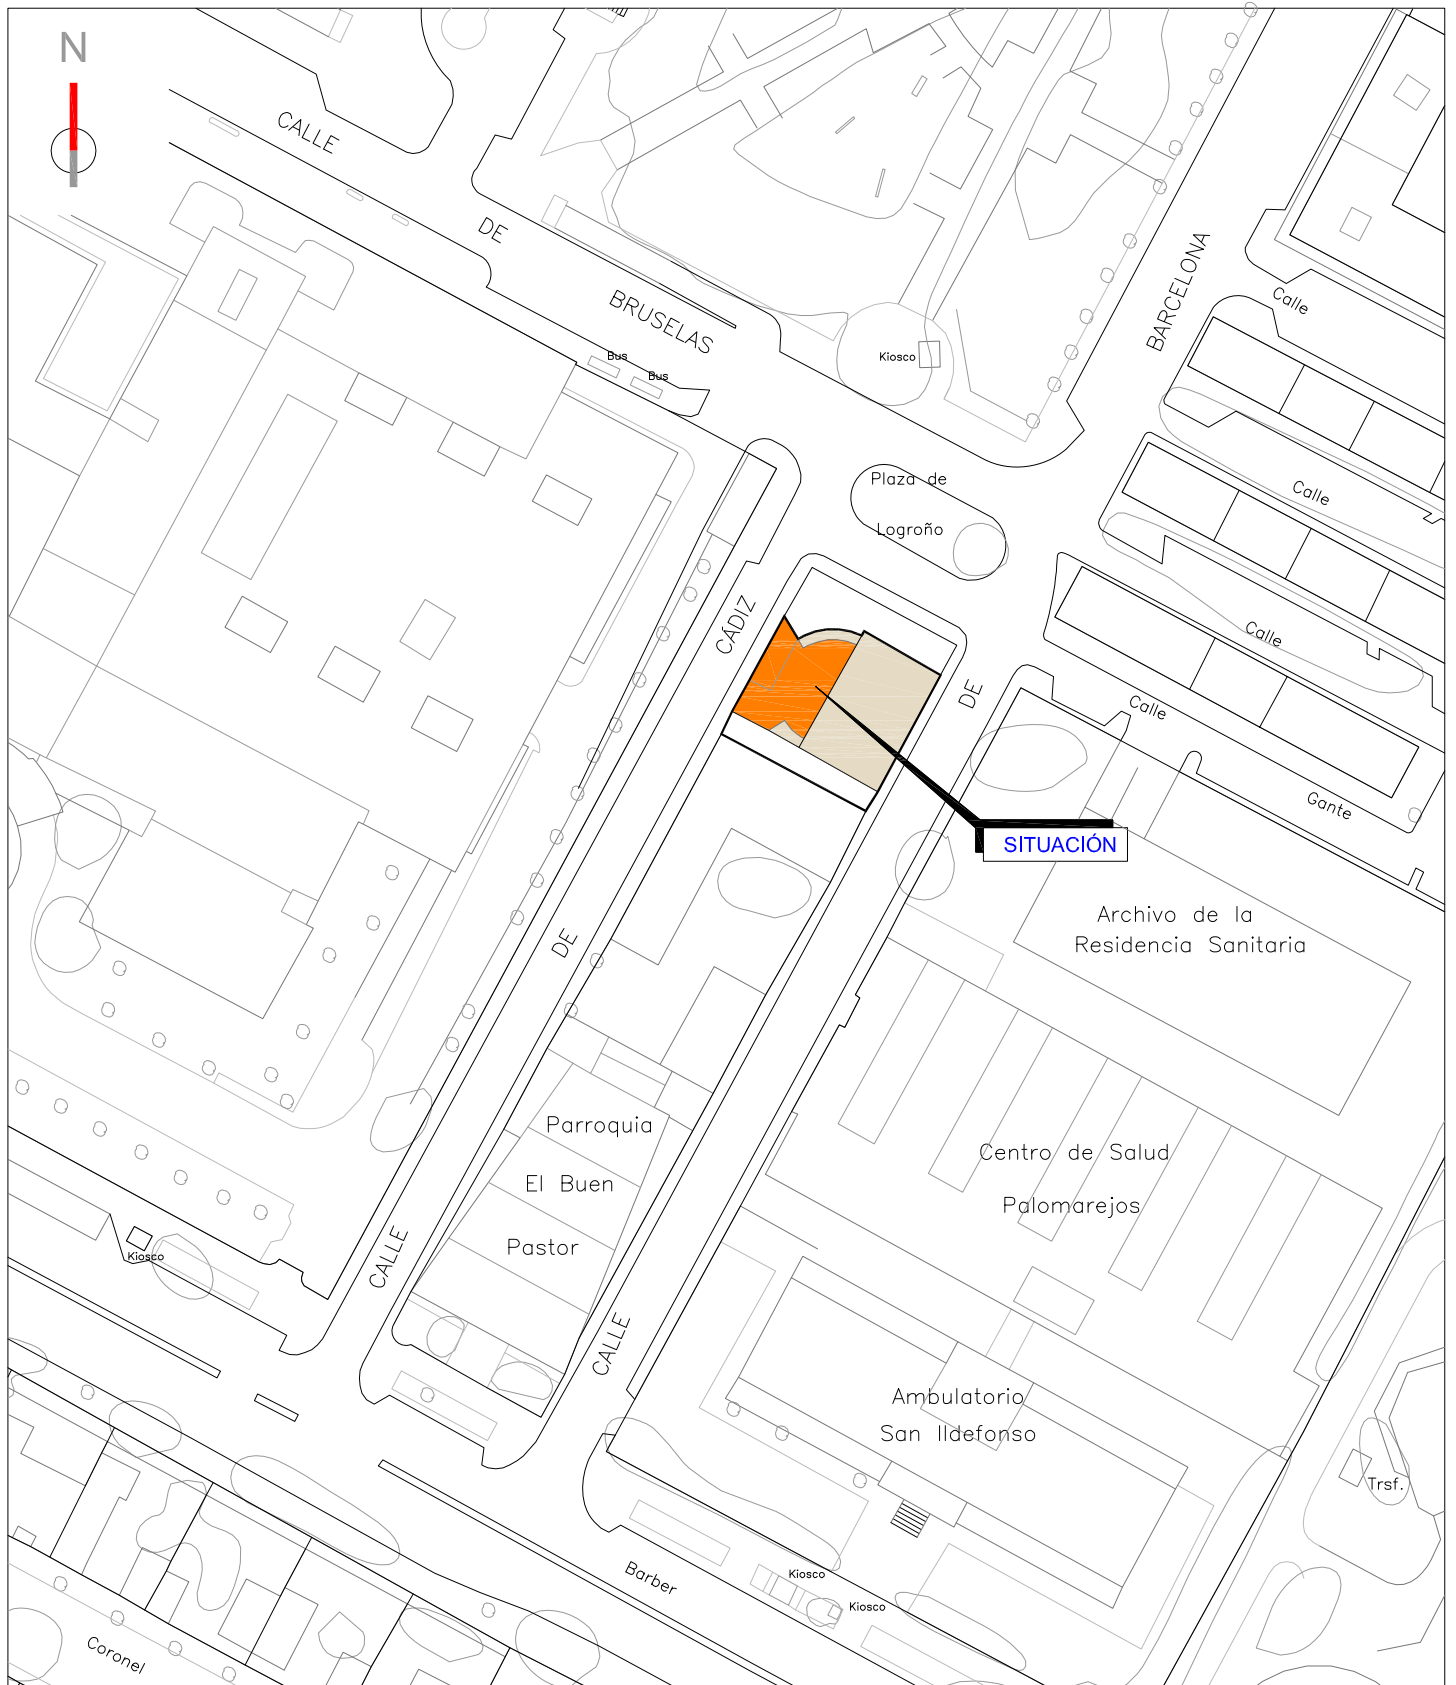 N
CALLE
DE
BRUSELAS
BARCELONA
Calle
Bus
Bus
Kiosco
Plaza de
Logroño
Calle
CÁDIZ
Calle
DE
Calle
Gante
SITUACIÓN
Archivo de la
Residencia Sanitaria
DE
Parroquia
El Buen
Pastor
Centro de Salud
Palomarejos
Kiosco
CALLE
CALLE
Ambulatorio
San Ildefonso
Trsf.
Barber
Kiosco
Kiosco
Coronel